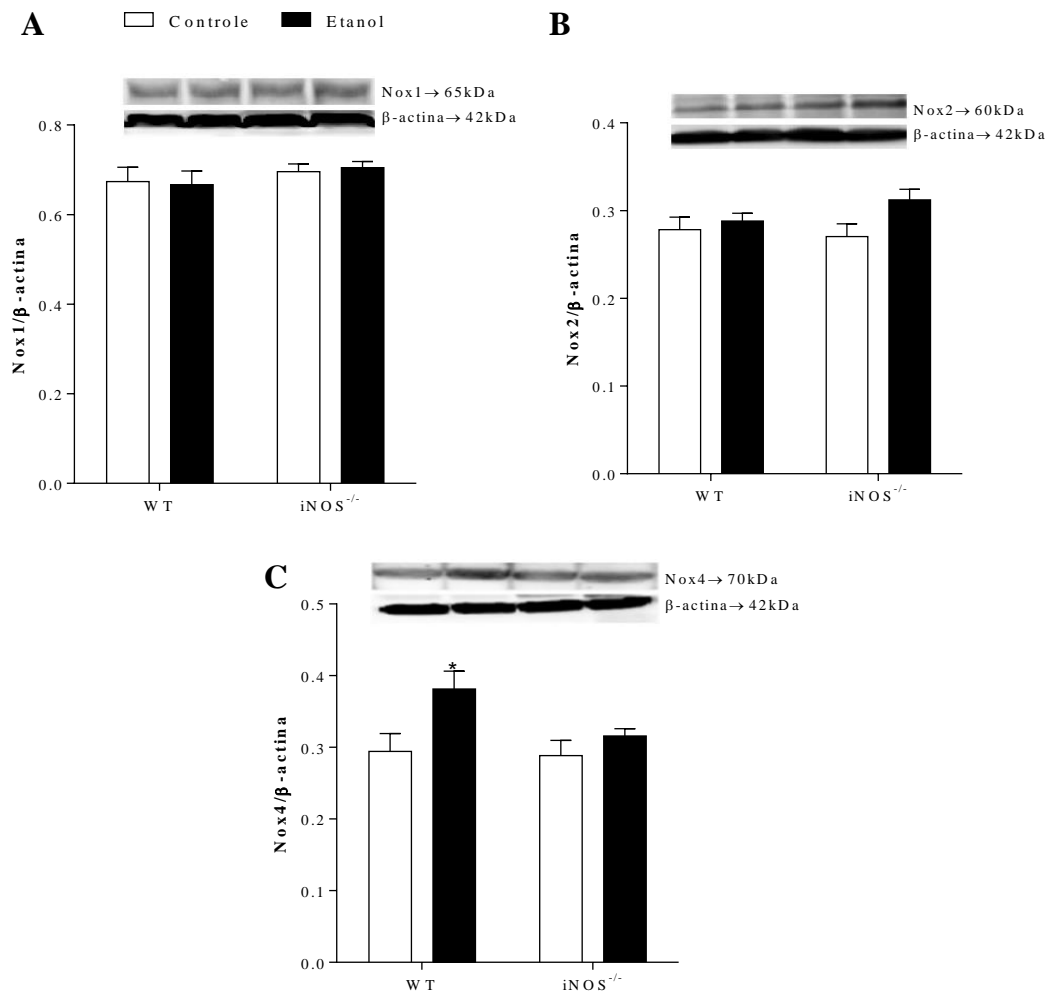 A
Controle Etanol
Nox1→65kDa
β-actina→42kDa
Nox1/β-actina
0.8
0.6
0.4
0.2
0.0
WT iNOS-/-
B
Nox2→60kDa
β-actina→42kDa
Nox2/β-actina
0.4
0.3
0.2
0.1
0.0
WT iNOS-/-
C
Nox4→70kDa
β-actina→42kDa
Nox4/β-actina
0.5
0.4
0.3
0.2
0.1
0.0
*
WT iNOS-/-